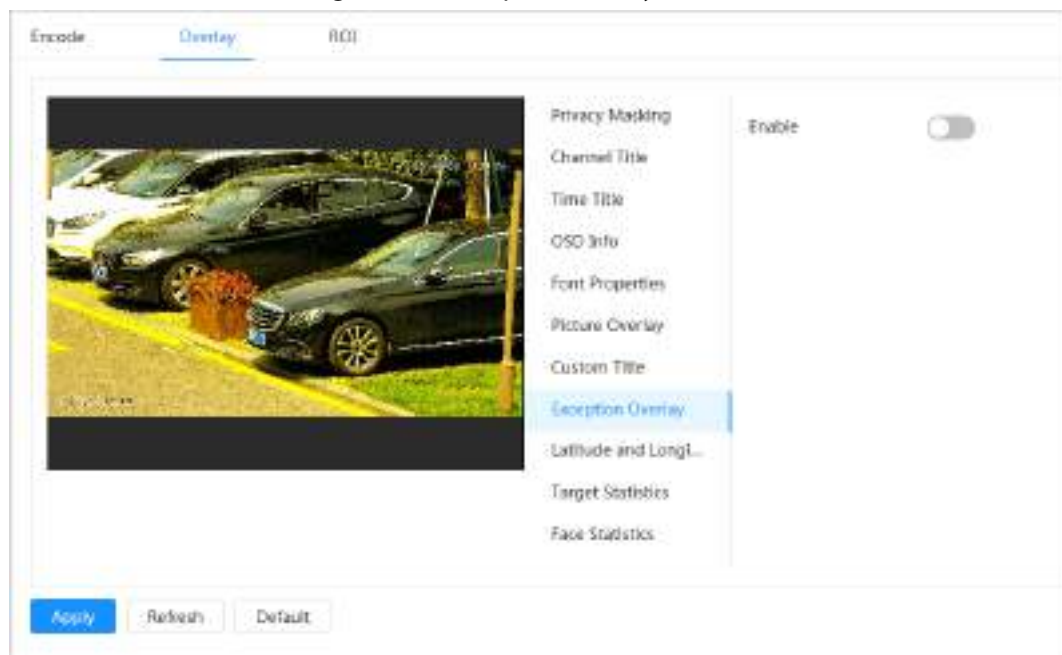 Encode Overlay ROI
Privacy Masking
Enable
Channel Title
Time Title
OSD Info
Font Properties
Picture Overlay
Custom Title
Exception Overlay
Latitude and Longi...
Target Statistics
Face Statistics
Apply Refresh Default